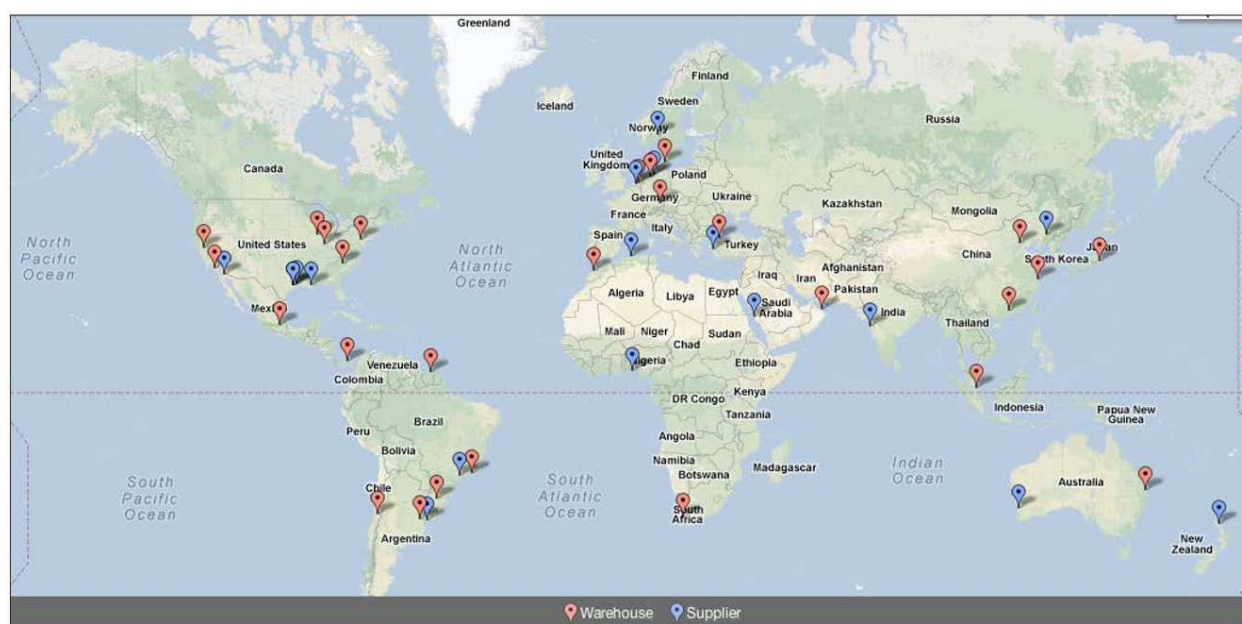 Greenland
Finland
Iceland
Sweden
Norway
Russia
United
Kingdom
Canada
Poland
Germany
Ukraine
Kazakhstan
Mongolia
France
North
Pacific
Ocean
United States
North
Atlantic
Ocean
Spain
Italy
Turkey
China
South Korea
Japan
Iraq
Iran
Afghanistan
Pakistan
Algeria
Libya
Egypt
Saudi
Arabia
India
Mexico
Mali
Niger
Chad
Sudan
Thailand
Venezuela
Colombia
Nigeria
Ethiopia
Kenya
DR Congo
Tanzania
Indonesia
Papua New
Guinea
Peru
Brazil
Bolivia
Angola
Namibia
Botswana
Madagascar
Indian
Ocean
Australia
South
Pacific
Ocean
Chile
South
Atlantic
Ocean
South
Africa
Argentina
New
Zealand
Warehouse Supplier